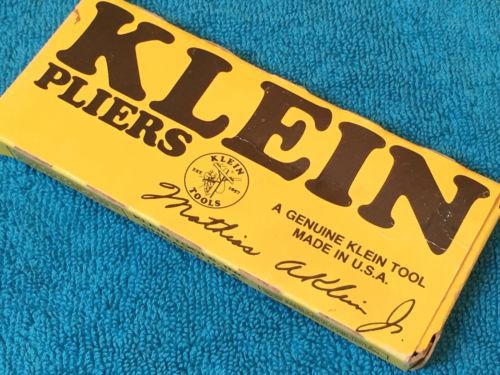 KLEIN
PLIERS
KLEIN
EST. 1857
TOOLS
A GENUINE KLEIN TOOL
MADE IN U.S.A.
Mathias A Klein Jr.